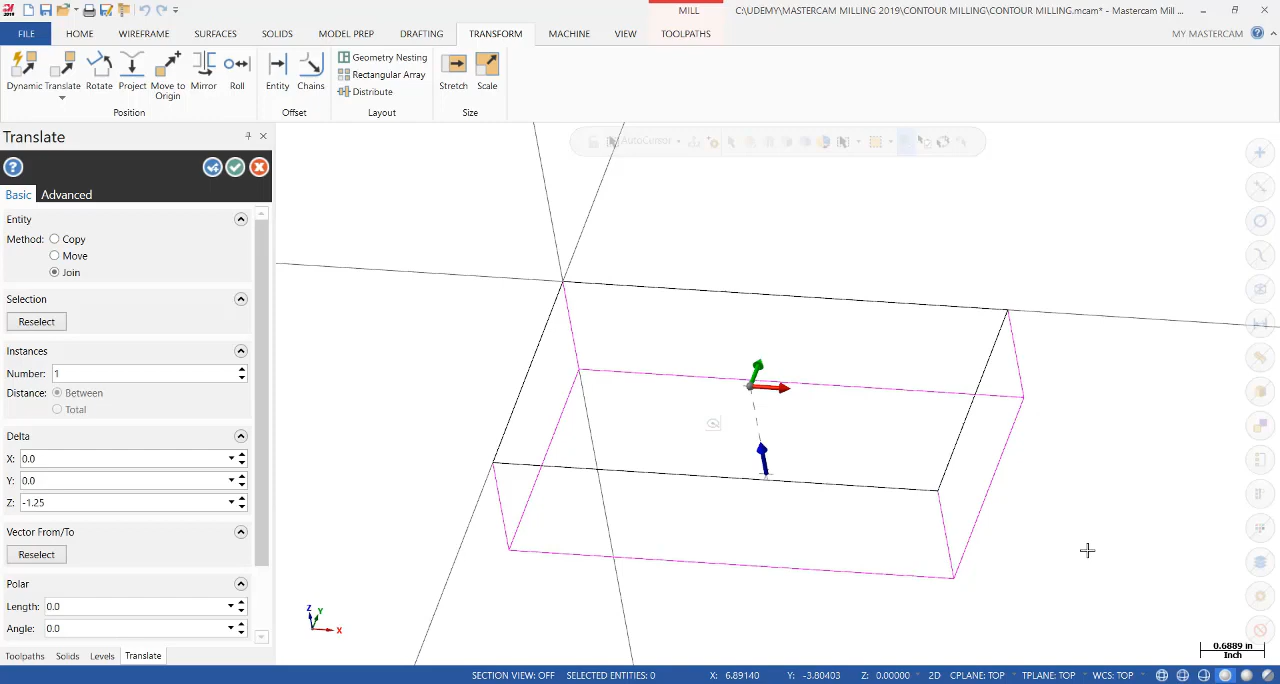 2019
MILL
C:\UDEMY\MASTERCAM MILLING 2019\CONTOUR MILLING\CONTOUR MILLING.mcam* - Mastercam Mill ...
FILE HOME WIREFRAME SURFACES SOLIDS MODEL PREP DRAFTING TRANSFORM MACHINE VIEW TOOLPATHS MY MASTERCAM
Dynamic Translate Rotate Project Move to Origin Mirror Roll
Position
Entity Chains
Offset
Geometry Nesting
Rectangular Array
Distribute
Layout
Stretch Scale
Size
AutoCursor
Translate
Basic Advanced
Entity
Method: Copy
Move
Join
Selection
Reselect
Instances
Number: 1
Distance: Between
Total
Delta
X: 0.0
Y: 0.0
Z: -1.25
Vector From/To
Reselect
Polar
Length: 0.0
Angle: 0.0
Toolpaths Solids Levels Translate
Z Y X
0.6889 in
Inch
SECTION VIEW: OFF SELECTED ENTITIES: 0 X: 6.89140 Y: -3.80403 Z: 0.00000 2D CPLANE: TOP TPLANE: TOP WCS: TOP